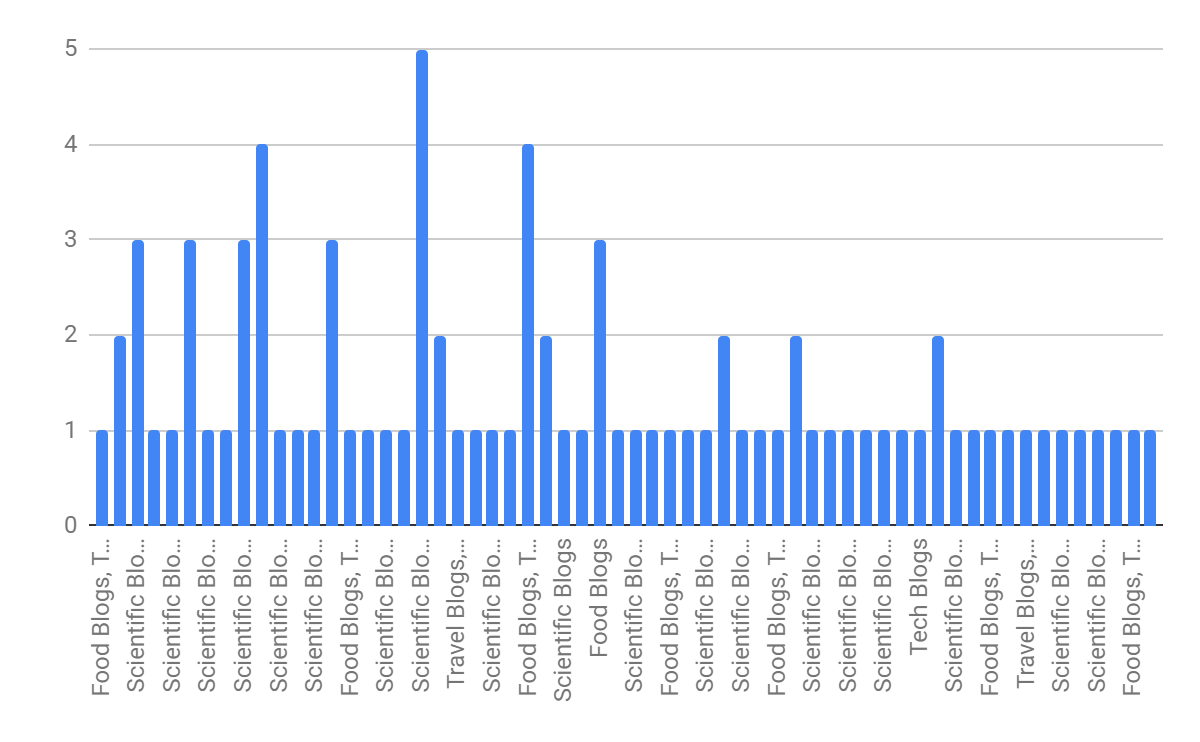 5
4
3
2
1
0
Food Blogs, T...
Scientific Blo...
Scientific Blo...
Scientific Blo...
Scientific Blo...
Scientific Blo...
Scientific Blo...
Food Blogs, T...
Scientific Blo...
Scientific Blo...
Travel Blogs,...
Scientific Blo...
Food Blogs, T...
Scientific Blogs
Food Blogs
Scientific Blo...
Food Blogs, T...
Scientific Blo...
Scientific Blo...
Food Blogs, T...
Scientific Blo...
Scientific Blo...
Scientific Blo...
Tech Blogs
Scientific Blo...
Food Blogs, T...
Travel Blogs,...
Scientific Blo...
Scientific Blo...
Food Blogs, T...